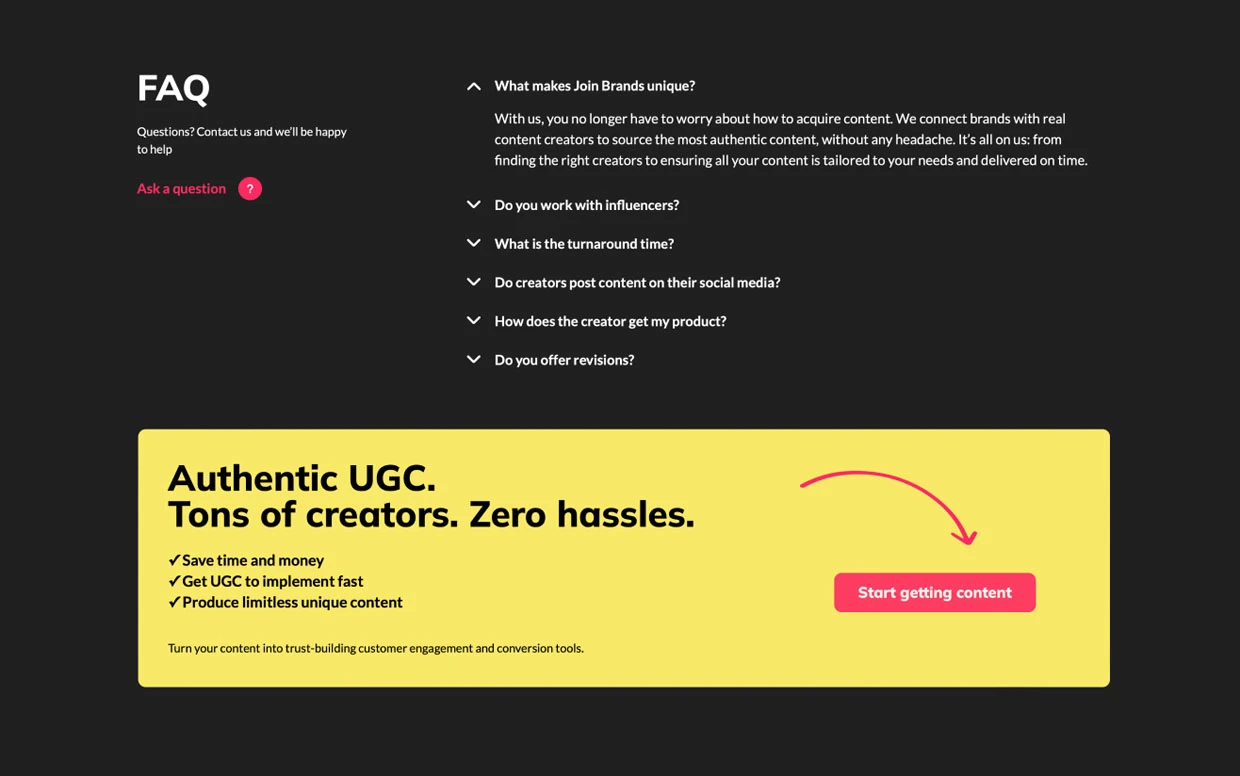 FAQ
Questions? Contact us and we'll be happy
to help
Ask a question ?
What makes Join Brands unique?
With us, you no longer have to worry about how to acquire content. We connect brands with real
content creators to source the most authentic content, without any headache. It's all on us: from
finding the right creators to ensuring all your content is tailored to your needs and delivered on time.
Do you work with influencers?
What is the turnaround time?
Do creators post content on their social media?
How does the creator get my product?
Do you offer revisions?
Authentic UGC.
Tons of creators. Zero hassles.
✓Save time and money
✓Get UGC to implement fast
✓Produce limitless unique content
Turn your content into trust-building customer engagement and conversion tools.
Start getting content